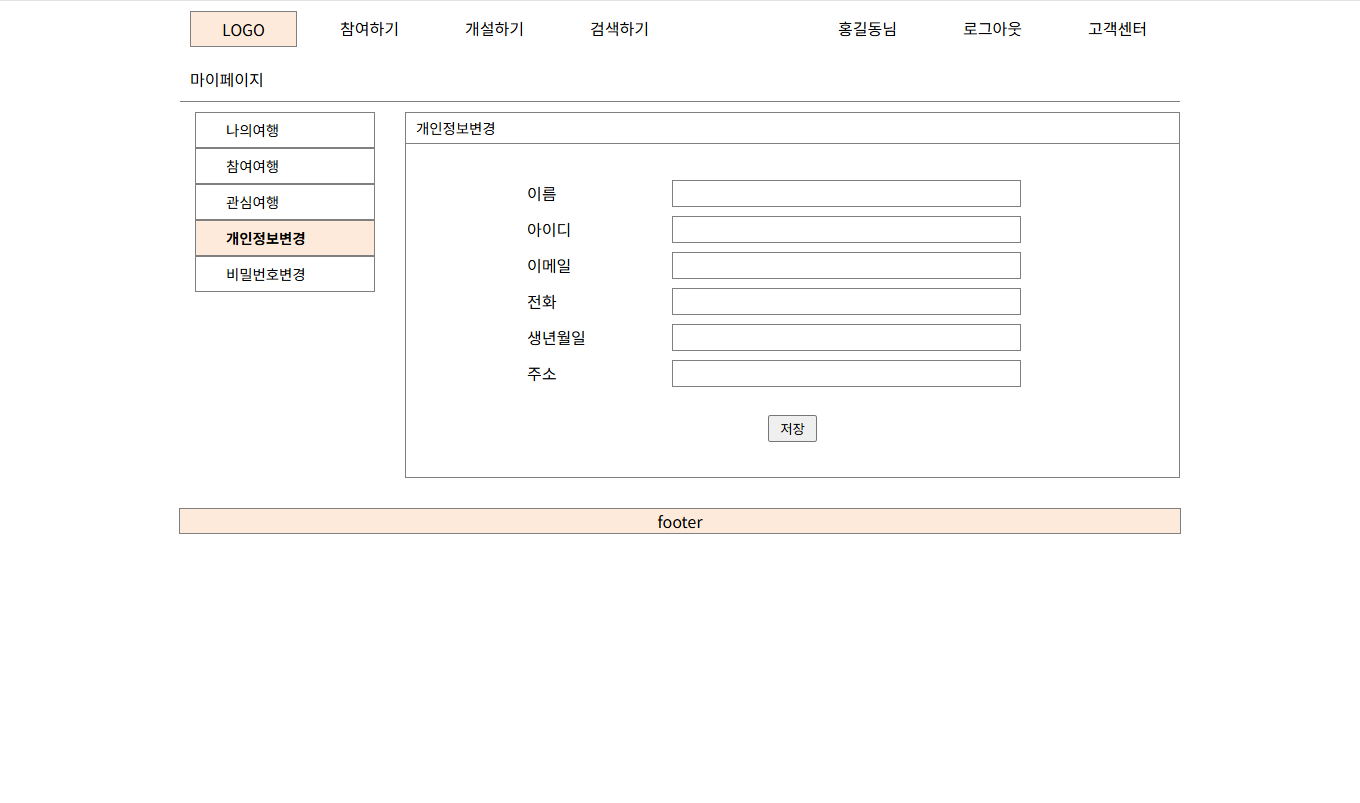 LOGO 참여하기 개설하기 검색하기 홍길동님 로그아웃 고객센터
마이페이지
나의여행
참여여행
관심여행
개인정보변경
비밀번호변경
개인정보변경
이름
아이디
이메일
전화
생년월일
주소
저장
footer